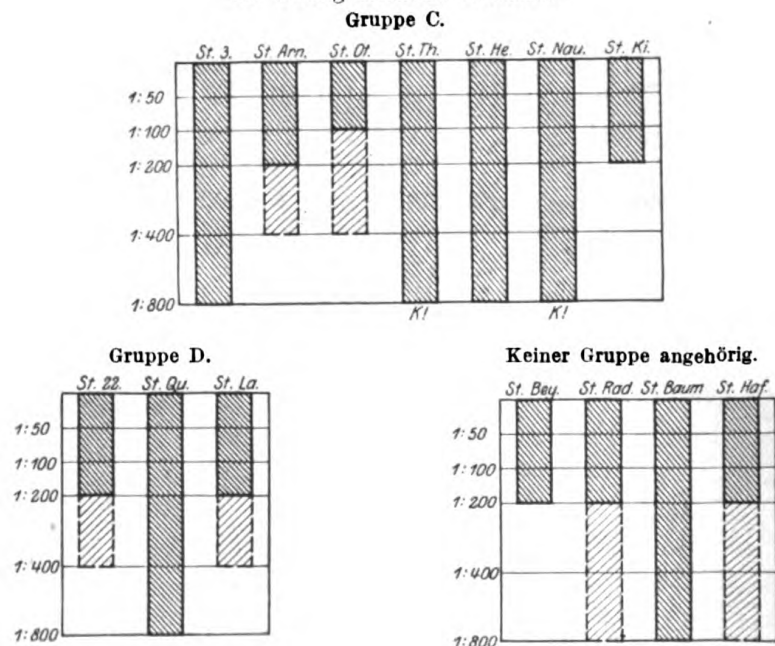 Gruppe C.
St. 3. St. Arn. St. Ot. St. Th. St. He. St. Nau. St. Ki.
1:50
1:100
1:200
1:400
1:800
K! K!
Gruppe D.
St. 22. St. Qu. St. La.
1:50
1:100
1:200
1:400
1:800
Keiner Gruppe angehörig.
St. Bey. St. Rad. St. Baum St. Haf.
1:50
1:100
1:200
1:400
1:800